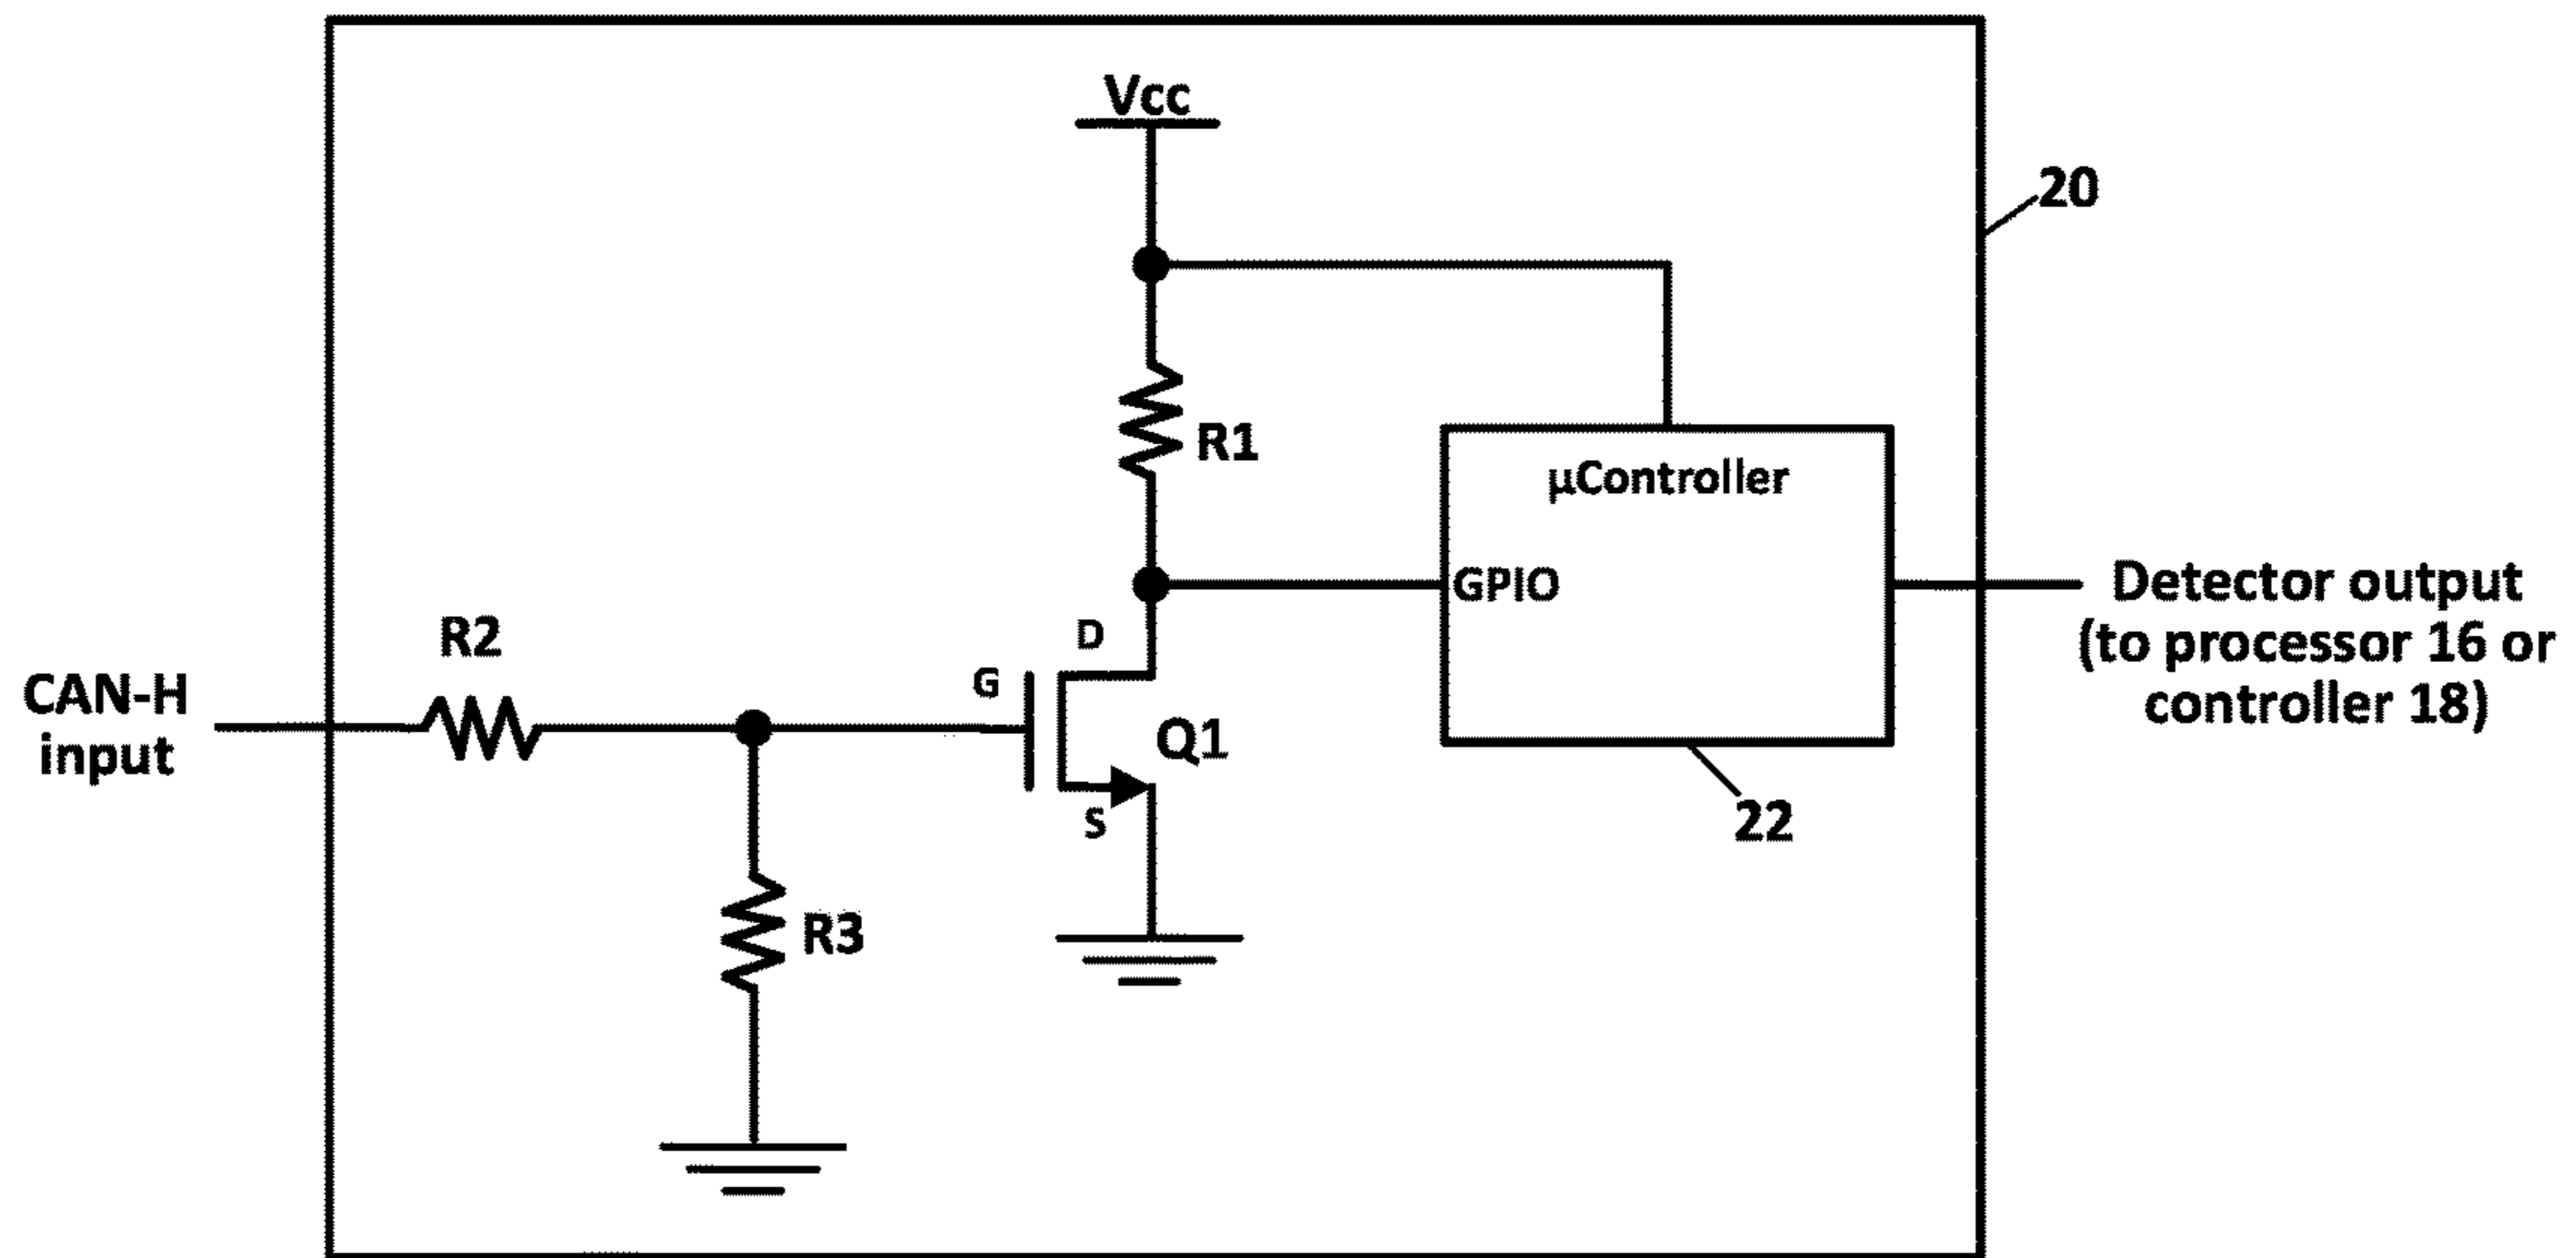 Vcc
20
R1
μController
GPIO
Detector output
(to processor 16 or
controller 18)
R2
D
G
CAN-H
input
Q1
S
22
R3